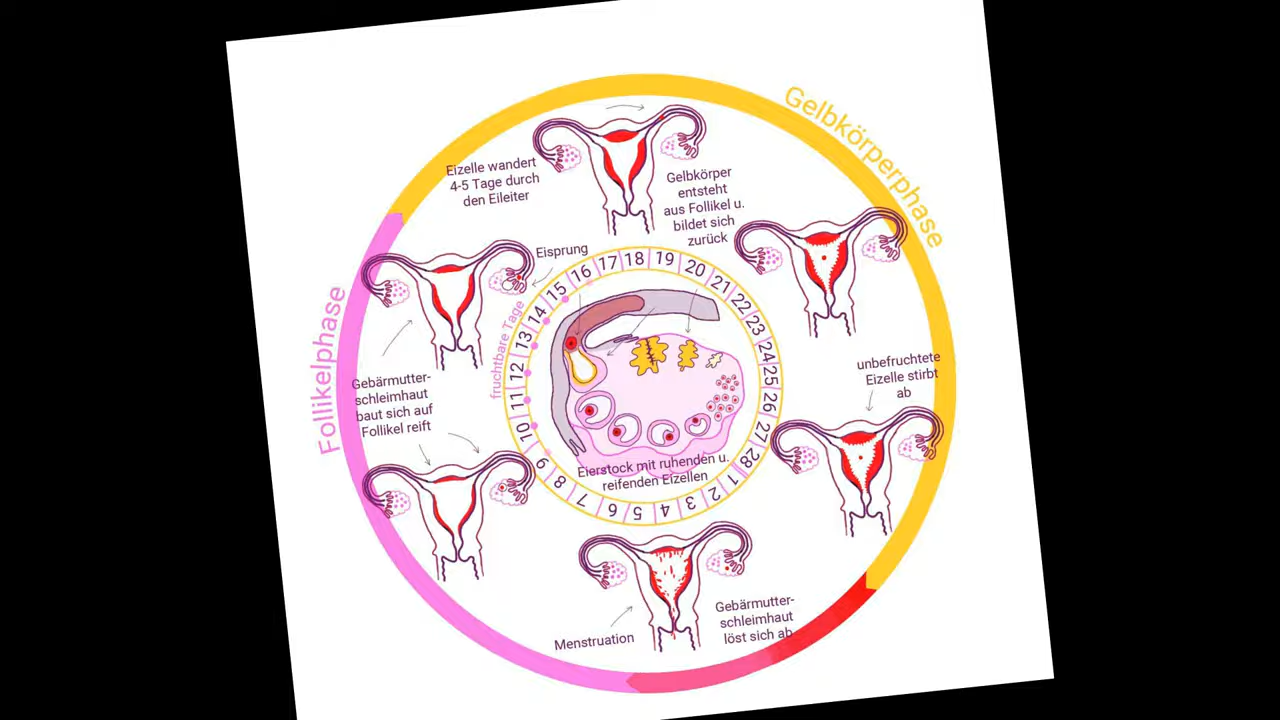 Gelbkörperphase
Eizelle wandert
4-5 Tage durch
den Eileiter
Gelbkörper
entsteht
aus Follikel u.
bildet sich
zurück
Eisprung
Follikelphase
fruchtbare Tage
unbefruchtete
Eizelle stirbt
ab
Gebärmutter-
schleimhaut
baut sich auf
Follikel reift
Eierstock mit ruhenden u.
reifenden Eizellen
1 2 3 4 5 6 7 8 9 10 11 12 13 14 15 16 17 18 19 20 21 22 23 24 25 26 27 28
Menstruation
Gebärmutter-
schleimhaut
löst sich ab